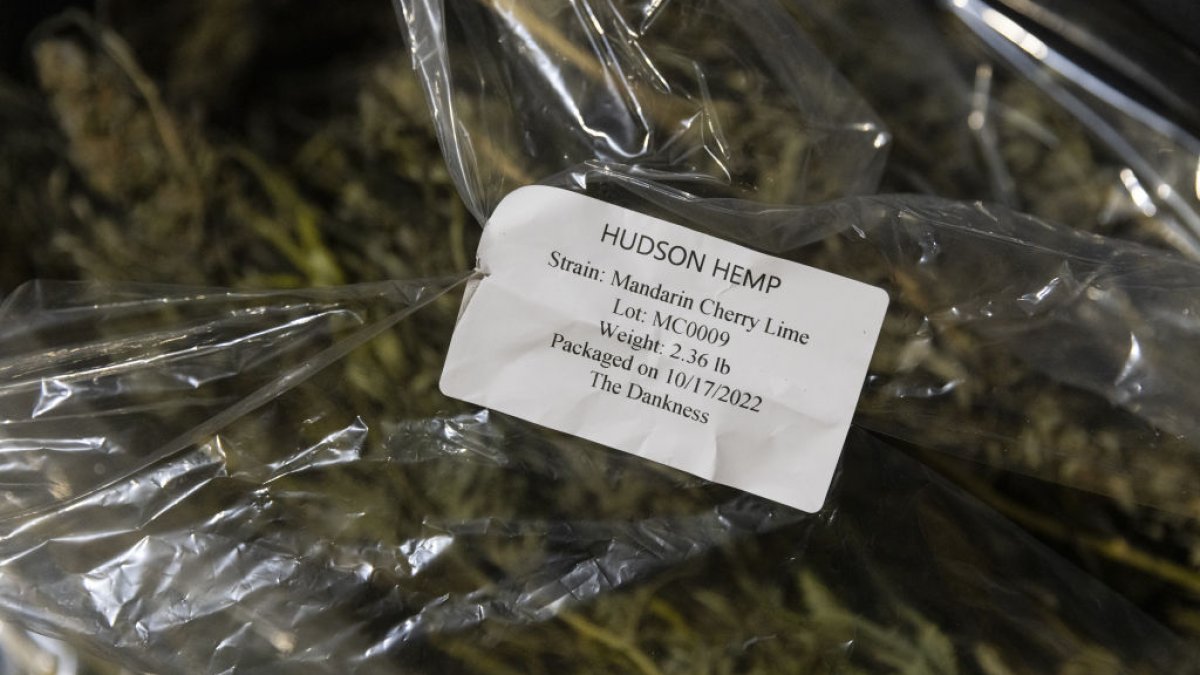 HUDSON HEMP
Strain: Mandarin Cherry Lime
Lot: MC0009
Weight: 2.36 lb
Packaged on 10/17/2022
The Dankness